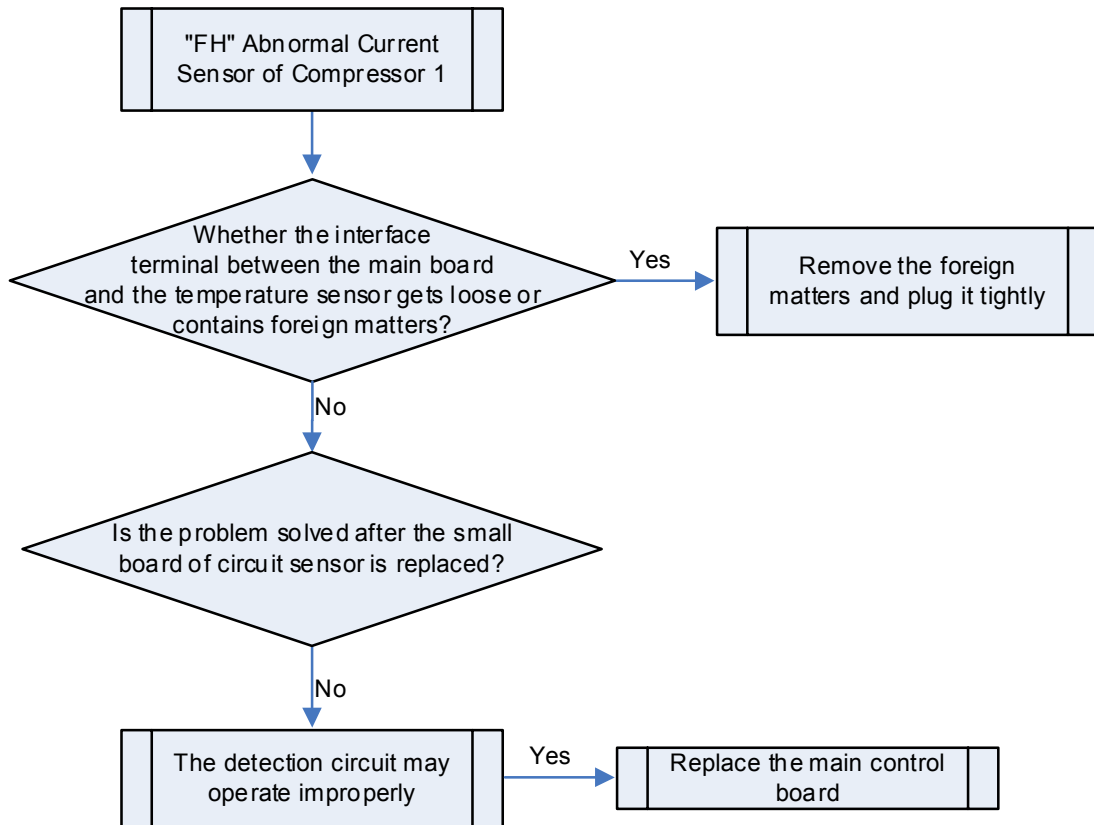 "FH" Abnormal Current
Sensor of Compressor 1
Whether the interface
terminal between the main board
and the temperature sensor gets loose or
contains foreign matters?
Yes
Remove the foreign
matters and plug it tightly
No
Is the problem solved after the small
board of circuit sensor is replaced?
No
The detection circuit may
operate improperly
Yes
Replace the main control
board